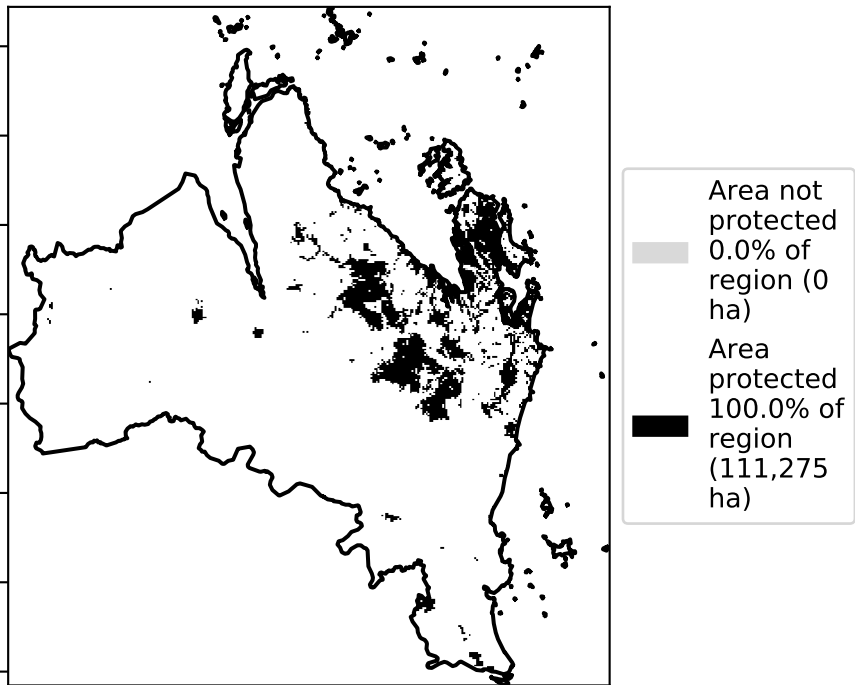 Area not
protected
0.0% of
region (0
ha)
Area
protected
100.0% of
region
(111,275
ha)